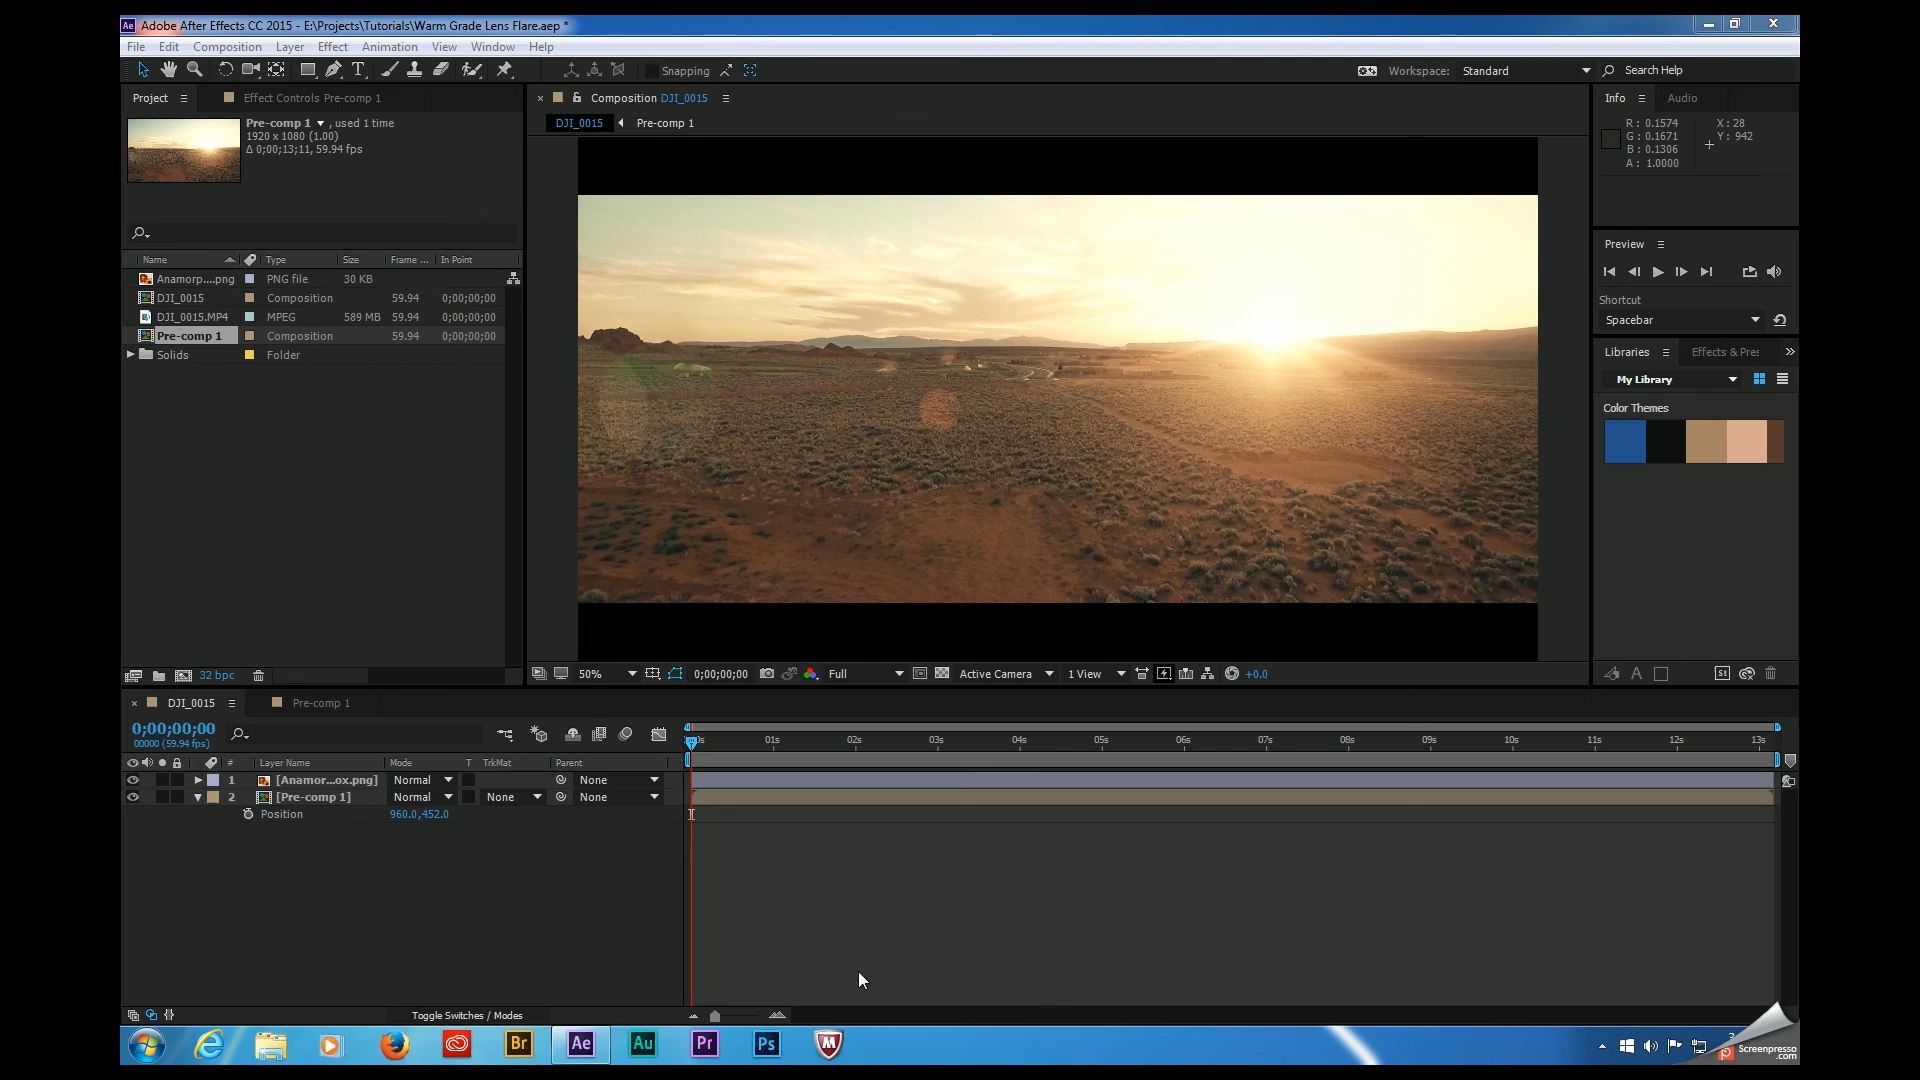 Adobe After Effects CC 2015 - E:\Projects\Tutorials\Warm Grade Lens Flare.aep *
File Edit Composition Layer Effect Animation View Window Help
Snapping
Workspace: Standard
Search Help
Project
Effect Controls Pre-comp 1
Pre-comp 1 , used 1 time
1920 x 1080 (1.00)
Δ 0;00;13;11, 59.94 fps
Name Type Size Frame ... In Point
Anamorp....png PNG file 30 KB
DJI_0015 Composition 59.94 0;00;00;00
DJI_0015.MP4 MPEG 589 MB 59.94 0;00;00;00
Pre-comp 1 Composition 59.94 0;00;00;00
Solids Folder
32 bpc
Composition DJI_0015
DJI_0015 Pre-comp 1
50% 0;00;00;00 Full Active Camera 1 View +0.0
Info Audio
R : 0.1574
G : 0.1671
B : 0.1306
A : 1.0000
X : 28
Y : 942
Preview
Shortcut
Spacebar
Libraries Effects & Pres
My Library
Color Themes
St
DJI_0015 Pre-comp 1
0;00;00;00
00000 (59.94 fps)
01s 02s 03s 04s 05s 06s 07s 08s 09s 10s 11s 12s 13s
# Layer Name Mode T TrkMat Parent
1 [Anamor...ox.png] Normal None
2 [Pre-comp 1] Normal None None
Position 960.0,452.0
Toggle Switches / Modes
Br Ae Au Pr Ps
Screenpresso
.com